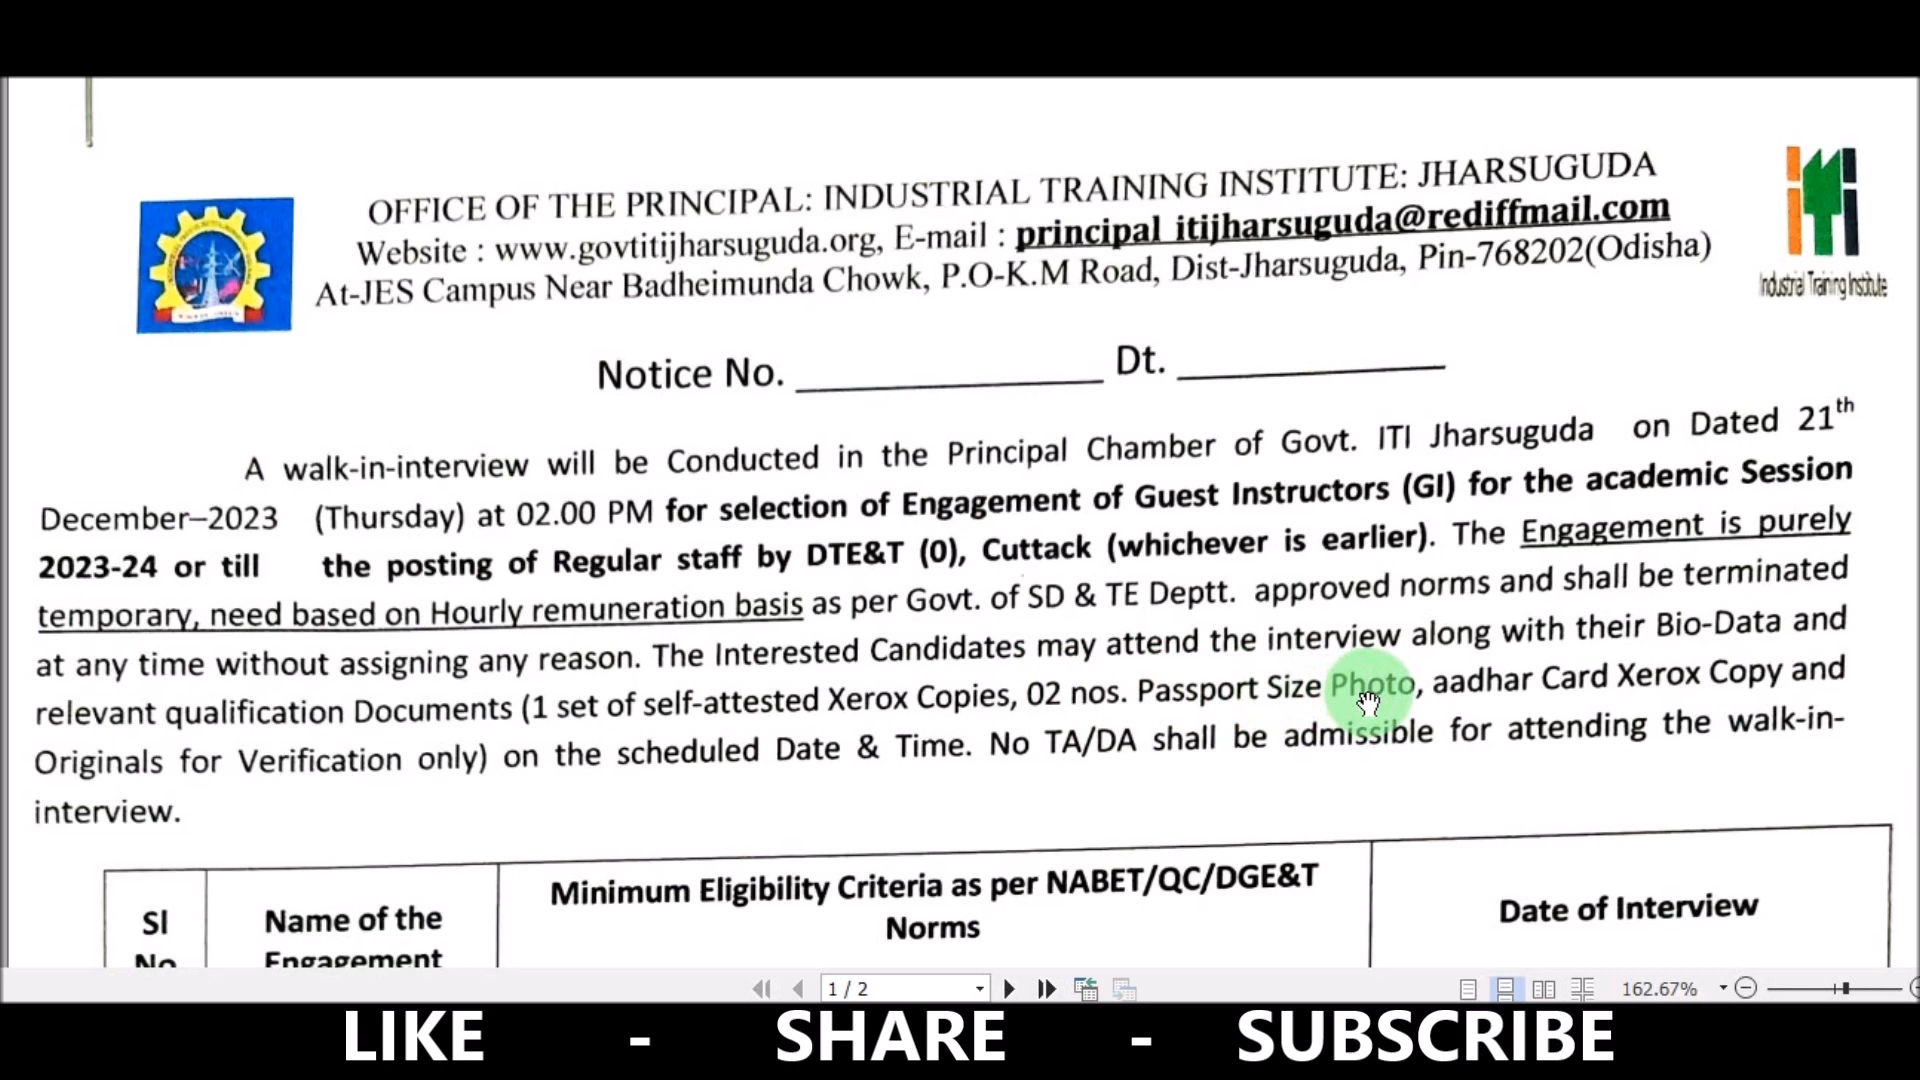 OFFICE OF THE PRINCIPAL: INDUSTRIAL TRAINING INSTITUTE: JHARSUGUDA
Website : www.govtitijharsuguda.org, E-mail : principal_itijharsuguda@rediffmail.com
At-JES Campus Near Badheimunda Chowk, P.O-K.M Road, Dist-Jharsuguda, Pin-768202(Odisha)
Industrial Training Institute
Notice No. ____________ Dt. ____________
A walk-in-interview will be Conducted in the Principal Chamber of Govt. ITI Jharsuguda on Dated 21th
December–2023 (Thursday) at 02.00 PM for selection of Engagement of Guest Instructors (GI) for the academic Session
2023-24 or till the posting of Regular staff by DTE&T (0), Cuttack (whichever is earlier). The Engagement is purely
temporary, need based on Hourly remuneration basis as per Govt. of SD & TE Deptt. approved norms and shall be terminated
at any time without assigning any reason. The Interested Candidates may attend the interview along with their Bio-Data and
relevant qualification Documents (1 set of self-attested Xerox Copies, 02 nos. Passport Size Photo, aadhar Card Xerox Copy and
Originals for Verification only) on the scheduled Date & Time. No TA/DA shall be admissible for attending the walk-in-
interview.
Sl
No
Name of the
Engagement
Minimum Eligibility Criteria as per NABET/QC/DGE&T
Norms
Date of Interview
1 / 2
162.67%
LIKE - SHARE - SUBSCRIBE